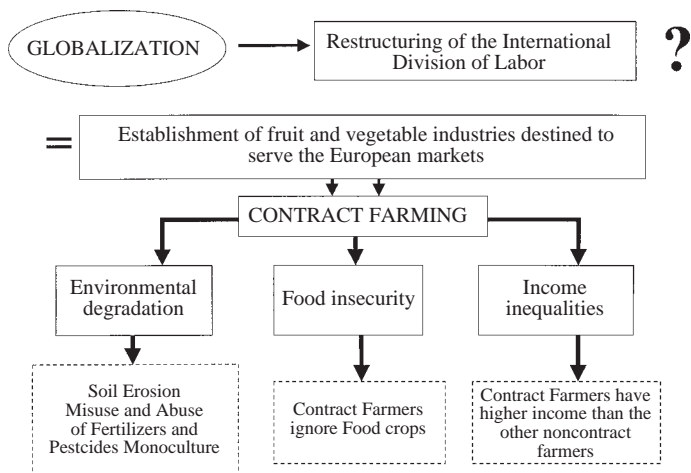 GLOBALIZATION
Restructuring of the International
Division of Labor
?
=
Establishment of fruit and vegetable industries destined to
serve the European markets
CONTRACT FARMING
Environmental
degradation
Food insecurity
Income
inequalities
Soil Erosion
Misuse and Abuse
of Fertilizers and
Pestcides Monoculture
Contract Farmers
ignore Food crops
Contract Farmers have
higher income than the
other noncontract
farmers